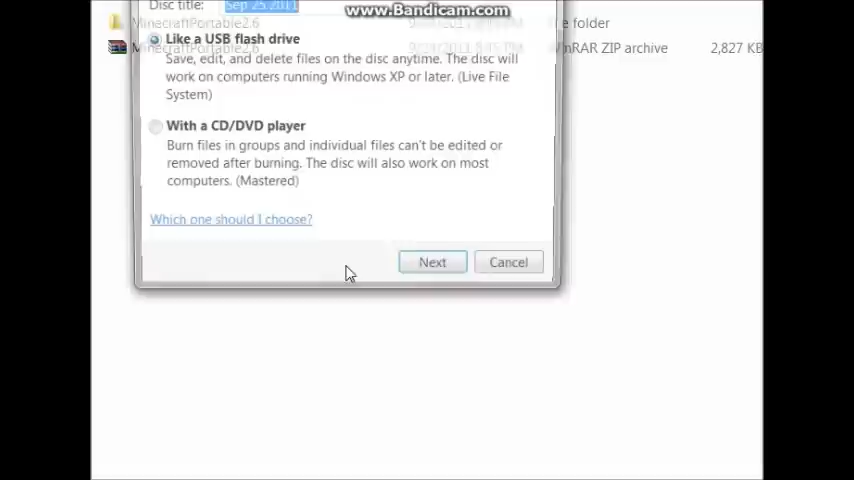 Disc title: Sep 25 2011
www.Bandicam.com
MinecraftPortable2.6 File folder
Like a USB flash drive
MinecraftPortable2.6 WinRAR ZIP archive 2,827 KB
Save, edit, and delete files on the disc anytime. The disc will
work on computers running Windows XP or later. (Live File
System)
With a CD/DVD player
Burn files in groups and individual files can't be edited or
removed after burning. The disc will also work on most
computers. (Mastered)
Which one should I choose?
Next Cancel